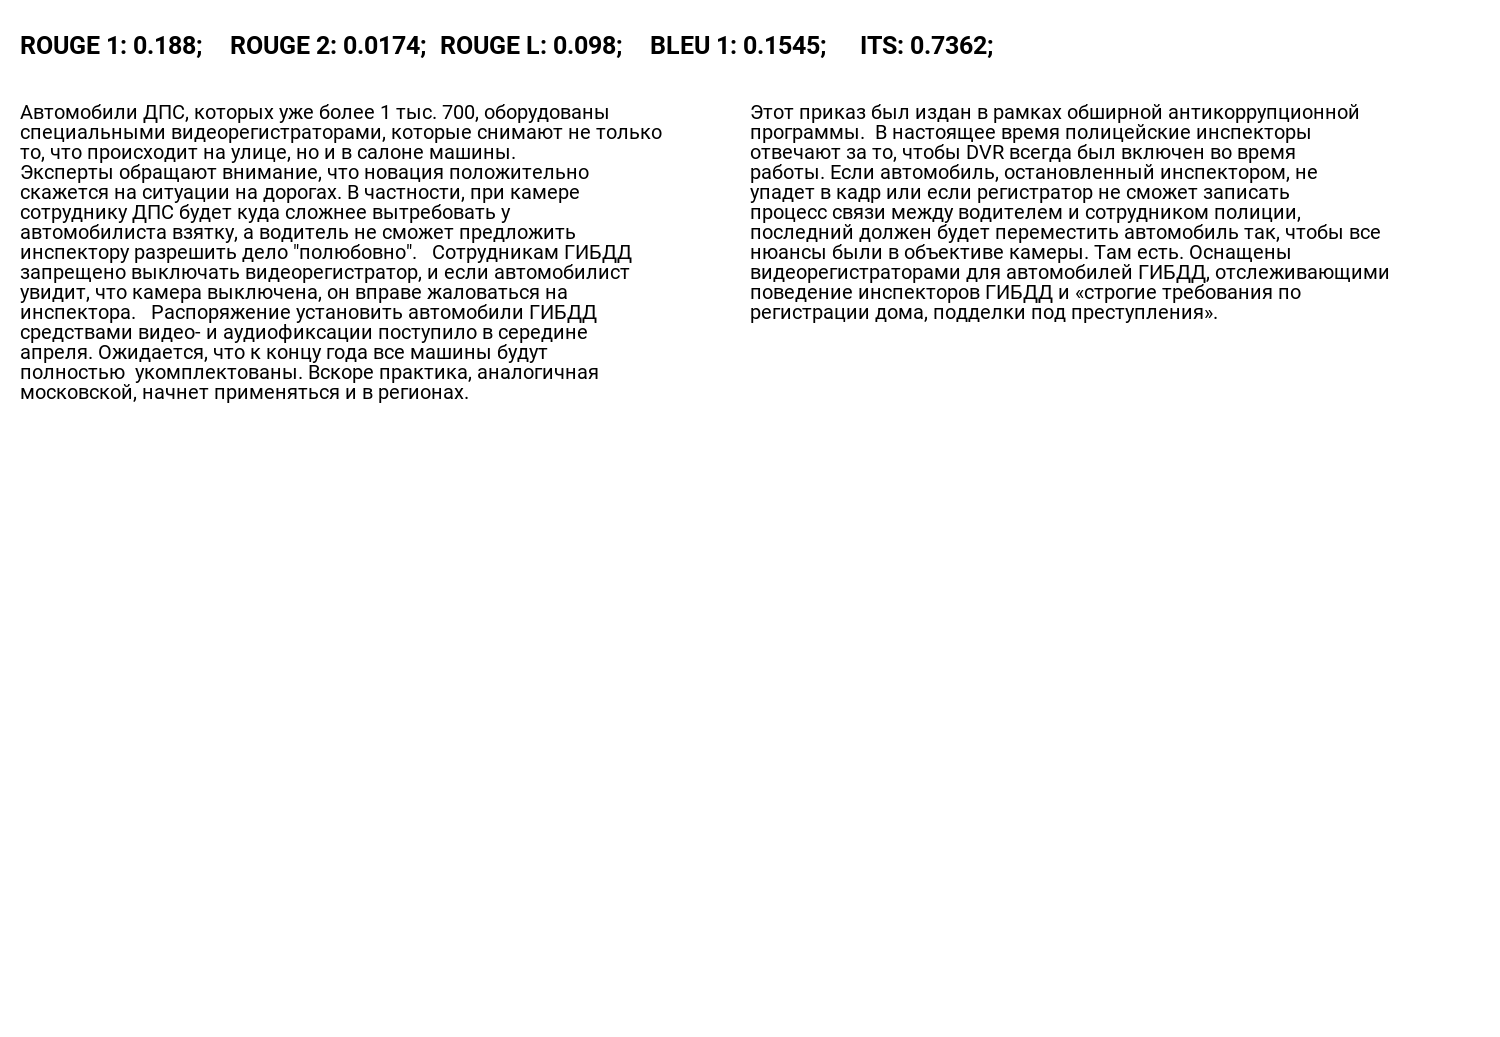 ROUGE 1: 0.188; ROUGE 2: 0.0174; ROUGE L: 0.098; BLEU 1: 0.1545; ITS: 0.7362;
Автомобили ДПС, которых уже более 1 тыс. 700, оборудованы
специальными видеорегистраторами, которые снимают не только
то, что происходит на улице, но и в салоне машины.
Эксперты обращают внимание, что новация положительно
скажется на ситуации на дорогах. В частности, при камере
сотруднику ДПС будет куда сложнее вытребовать у
автомобилиста взятку, а водитель не сможет предложить
инспектору разрешить дело "полюбовно".   Сотрудникам ГИБДД
запрещено выключать видеорегистратор, и если автомобилист
увидит, что камера выключена, он вправе жаловаться на
инспектора.   Распоряжение установить автомобили ГИБДД
средствами видео- и аудиофиксации поступило в середине
апреля. Ожидается, что к концу года все машины будут
полностью  укомплектованы. Вскоре практика, аналогичная
московской, начнет применяться и в регионах.
Этот приказ был издан в рамках обширной антикоррупционной
программы.  В настоящее время полицейские инспекторы
отвечают за то, чтобы DVR всегда был включен во время
работы. Если автомобиль, остановленный инспектором, не
упадет в кадр или если регистратор не сможет записать
процесс связи между водителем и сотрудником полиции,
последний должен будет переместить автомобиль так, чтобы все
нюансы были в объективе камеры. Там есть. Оснащены
видеорегистраторами для автомобилей ГИБДД, отслеживающими
поведение инспекторов ГИБДД и «строгие требования по
регистрации дома, подделки под преступления».